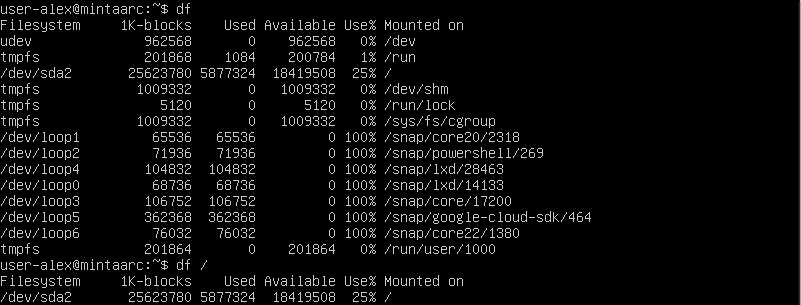 user-alex@mintaarc:~$ df
Filesystem     1K-blocks    Used Available Use% Mounted on
udev              962568       0    962568   0% /dev
tmpfs             201868    1084    200784   1% /run
/dev/sda2       25623780 5877324  18419508  25% /
tmpfs            1009332       0   1009332   0% /dev/shm
tmpfs               5120       0      5120   0% /run/lock
tmpfs            1009332       0   1009332   0% /sys/fs/cgroup
/dev/loop1         65536   65536         0 100% /snap/core20/2318
/dev/loop2         71936   71936         0 100% /snap/powershell/269
/dev/loop4        104832  104832         0 100% /snap/lxd/28463
/dev/loop0         68736   68736         0 100% /snap/lxd/14133
/dev/loop3        106752  106752         0 100% /snap/core/17200
/dev/loop5        362368  362368         0 100% /snap/google-cloud-sdk/464
/dev/loop6         76032   76032         0 100% /snap/core22/1380
tmpfs             201864       0    201864   0% /run/user/1000
user-alex@mintaarc:~$ df /
Filesystem     1K-blocks    Used Available Use% Mounted on
/dev/sda2       25623780 5877324  18419508  25% /